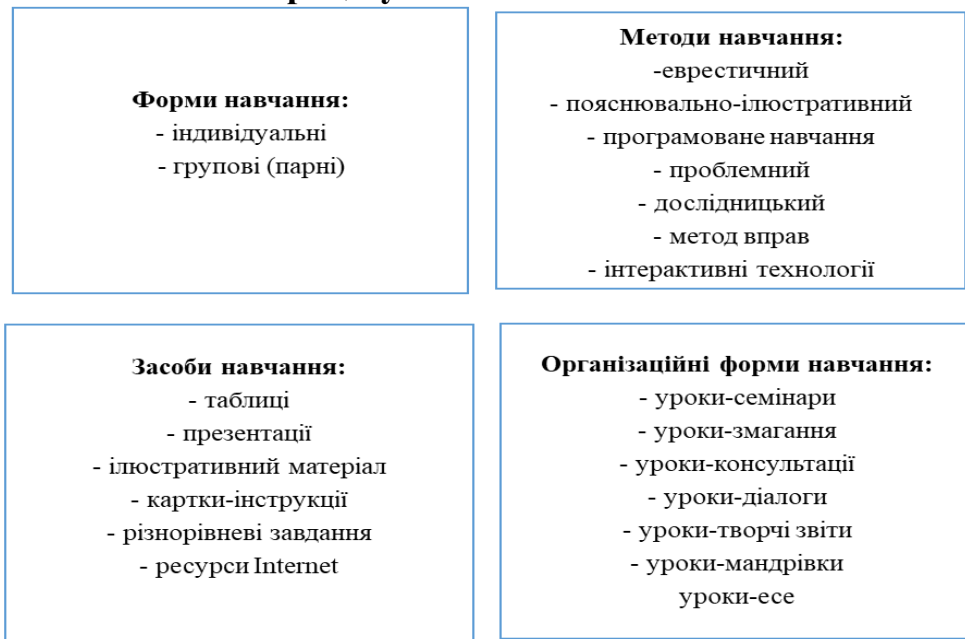 Форми навчання:
- індивідуальні
- групові (парні)
Методи навчання:
-еврестичний
- пояснювально-ілюстративний
- програмоване навчання
- проблемний
- дослідницький
- метод вправ
- інтерактивні технології
Засоби навчання:
- таблиці
- презентації
- ілюстративний матеріал
- картки-інструкції
- різнорівневі завдання
- ресурси Internet
Організаційні форми навчання:
- уроки-семінари
- уроки-змагання
- уроки-консультації
- уроки-діалоги
- уроки-творчі звіти
- уроки-мандрівки
уроки-есе